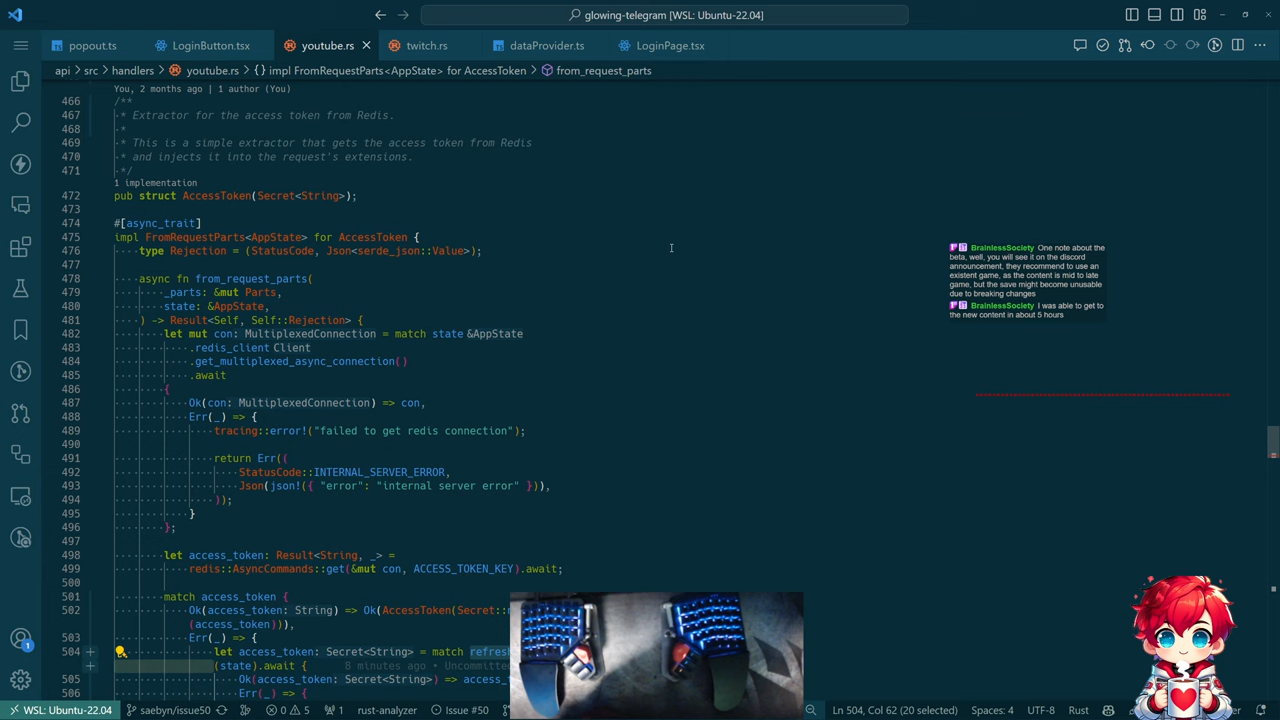 glowing-telegram [WSL: Ubuntu-22.04]
popout.ts
LoginButton.tsx
youtube.rs
twitch.rs
dataProvider.ts
LoginPage.tsx
api > src > handlers > youtube.rs > {} impl FromRequestParts<AppState> for AccessToken > from_request_parts
You, 2 months ago | 1 author (You)
466 /**
467 * Extractor for the access token from Redis.
468 *
469 * This is a simple extractor that gets the access token from Redis
470 * and injects it into the request's extensions.
471 */
1 implementation
472 pub struct AccessToken(Secret<String>);
473
474 #[async_trait]
475 impl FromRequestParts<AppState> for AccessToken {
476 type Rejection = (StatusCode, Json<serde_json::Value>);
477
478 async fn from_request_parts(
479 _parts: &mut Parts,
480 state: &AppState,
481 ) -> Result<Self, Self::Rejection> {
482 let mut con: MultiplexedConnection = match state &AppState
483 .redis_client Client
484 .get_multiplexed_async_connection()
485 .await
486 {
487 Ok(con: MultiplexedConnection) => con,
488 Err(_) => {
489 tracing::error!("failed to get redis connection");
490
491 return Err((
492 StatusCode::INTERNAL_SERVER_ERROR,
493 Json(json!({ "error": "internal server error" })),
494 ));
495 }
496 };
497
498 let access_token: Result<String, _> =
499 redis::AsyncCommands::get(&mut con, ACCESS_TOKEN_KEY).await;
500
501 match access_token {
502 Ok(access_token: String) => Ok(AccessToken(Secret::
(access_token))),
503 Err(_) => {
504 let access_token: Secret<String> = match
(state).await { 8 minutes ago • 
505 Ok(access_token: Secret<String>) =>
506 Err(_) => {
BrainlessSociety One note about the
beta, well, you will see it on the discord
announcement, they recommend to use an
existent game, as the content is mid to late
game, but the save might become unusable
due to breaking changes
BrainlessSociety I was able to get to
the new content in about 5 hours
1
WSL: Ubuntu-22.04
saebyn/issue50
0
5
1
rust-analyzer
Issue #50
Ln 504, Col 62 (20 selected)
Spaces: 4
UTF-8
Rust